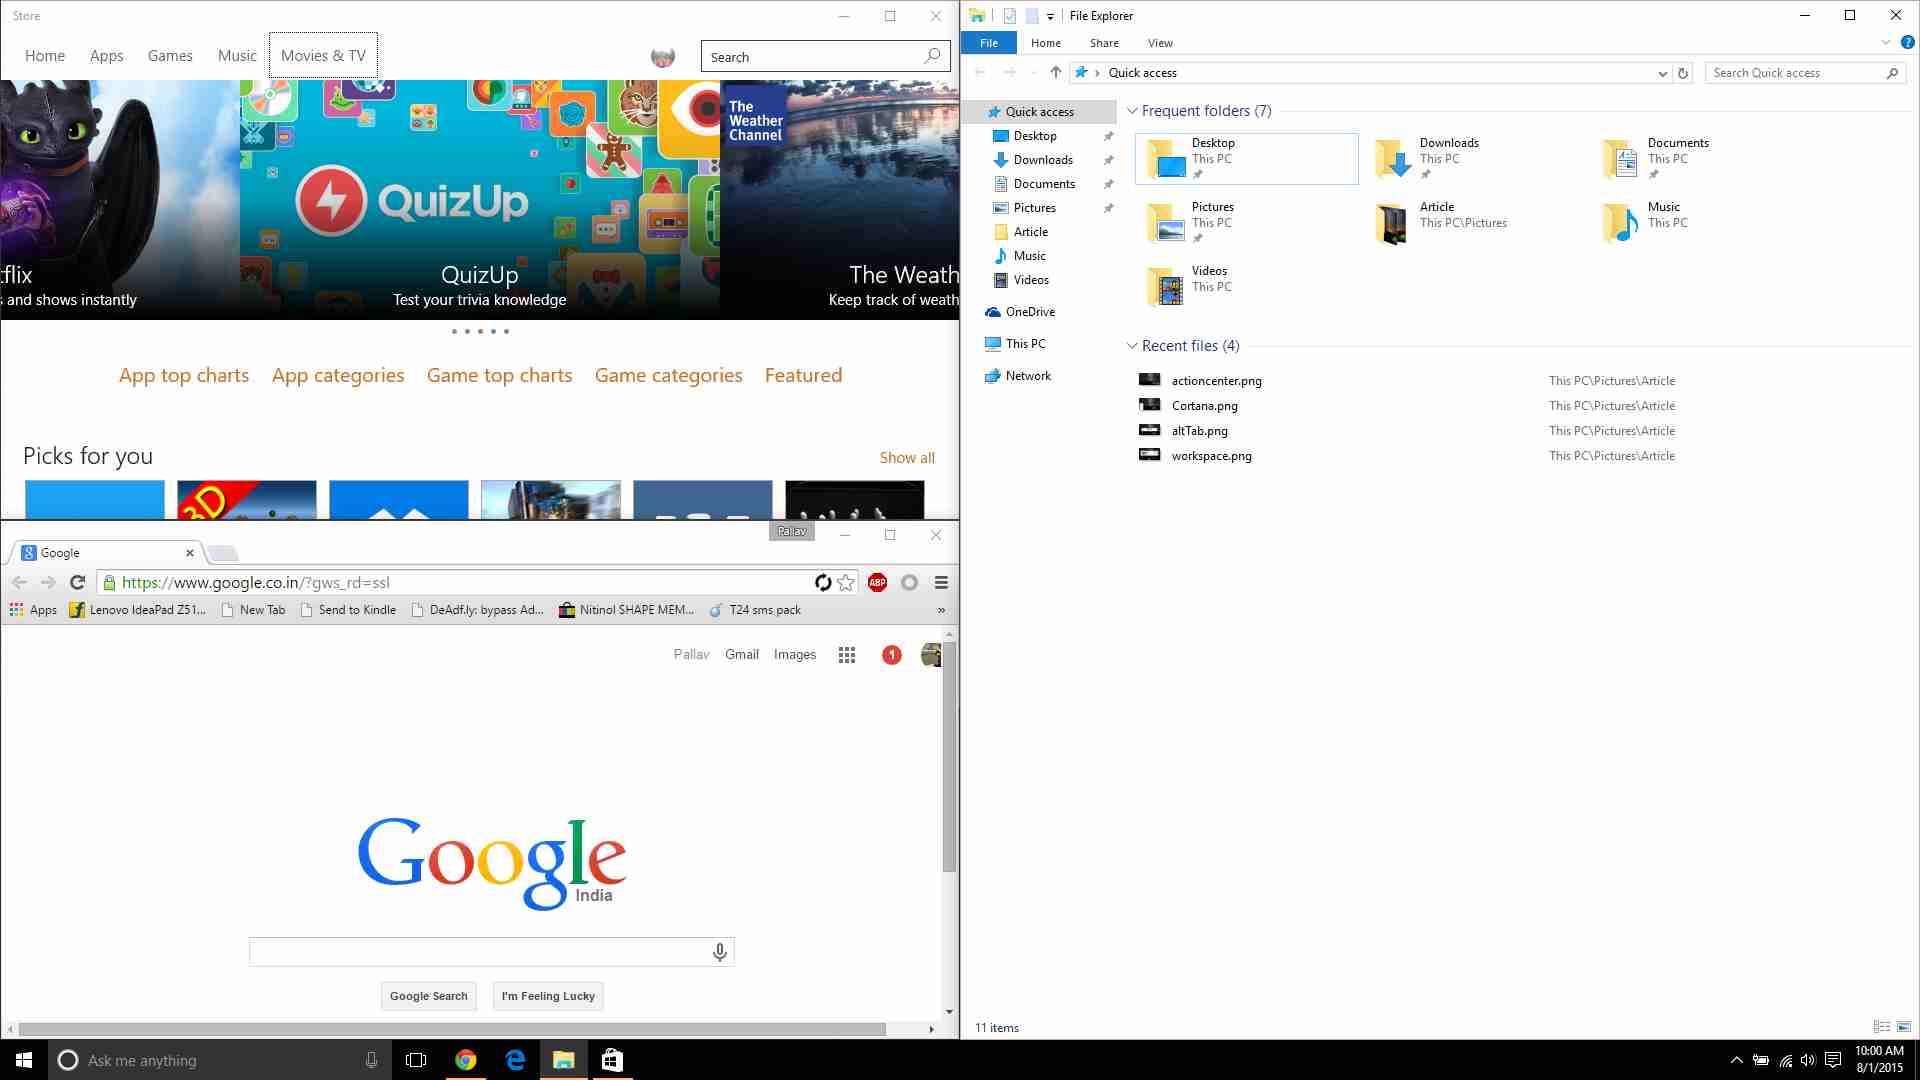 Store
Home Apps Games Music Movies & TV
Search
QuizUp
The
Weather
Channel
flix
s and shows instantly
QuizUp
Test your trivia knowledge
The Weath
Keep track of weath
App top charts App categories Game top charts Game categories Featured
Picks for you
Show all
3D
Pallav
Google
https://www.google.co.in/?gws_rd=ssl
ABP
Apps Lenovo IdeaPad Z51... New Tab Send to Kindle DeAdf.ly: bypass Ad... Nitinol SHAPE MEM... T24 sms pack »
Pallav Gmail Images 1
Google
India
Google Search I'm Feeling Lucky
File Explorer
File Home Share View
Quick access
Search Quick access
Quick access
Desktop
Downloads
Documents
Pictures
Article
Music
Videos
OneDrive
This PC
Network
Frequent folders (7)
Desktop
This PC
Downloads
This PC
Documents
This PC
Pictures
This PC
Article
This PC\Pictures
Music
This PC
Videos
This PC
Recent files (4)
actioncenter.png This PC\Pictures\Article
Cortana.png This PC\Pictures\Article
altTab.png This PC\Pictures\Article
workspace.png This PC\Pictures\Article
11 items
Ask me anything
10:00 AM
8/1/2015